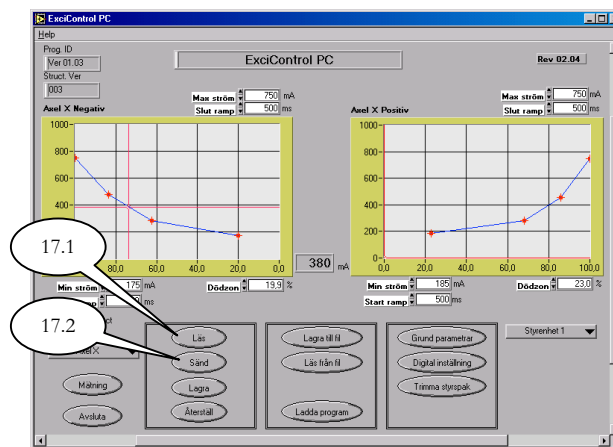 ExciControl PC
Help
Prog. ID
Ver 01.03
Struct. Ver
003
ExciControl PC
Rev 02.04
Max ström 750 mA
Slut ramp 500 ms
Axel X Negativ
1000
800
600
400
80,0 60,0 40,0 20,0 0,0
Min ström 175 mA
Dödzon 19,9 %
380 mA
Max ström 750 mA
Slut ramp 500 ms
Axel X Positiv
1000
800
600
400
200
0
0,0 20,0 40,0 60,0 80,0 100,0
Min ström 185 mA
Dödzon 23,0 %
Start ramp 500 ms
17.1
17.2
Läs
Sänd
Lagra
Återställ
Mätning
Avsluta
Lagra till fil
Läs från fil
Ladda program
Grund parametrar
Digital inställning
Trimma styrspak
Styrenhet 1